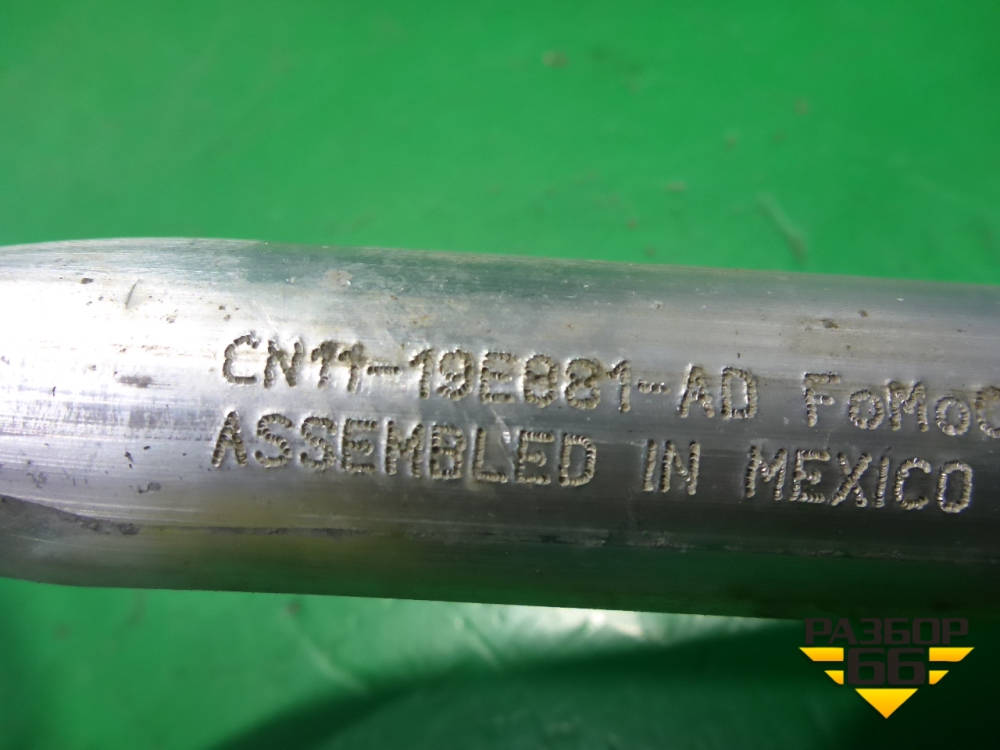 CN11-19E881-AD FoMoC
ASSEMBLED IN MEXICO
РАЗБОР
66